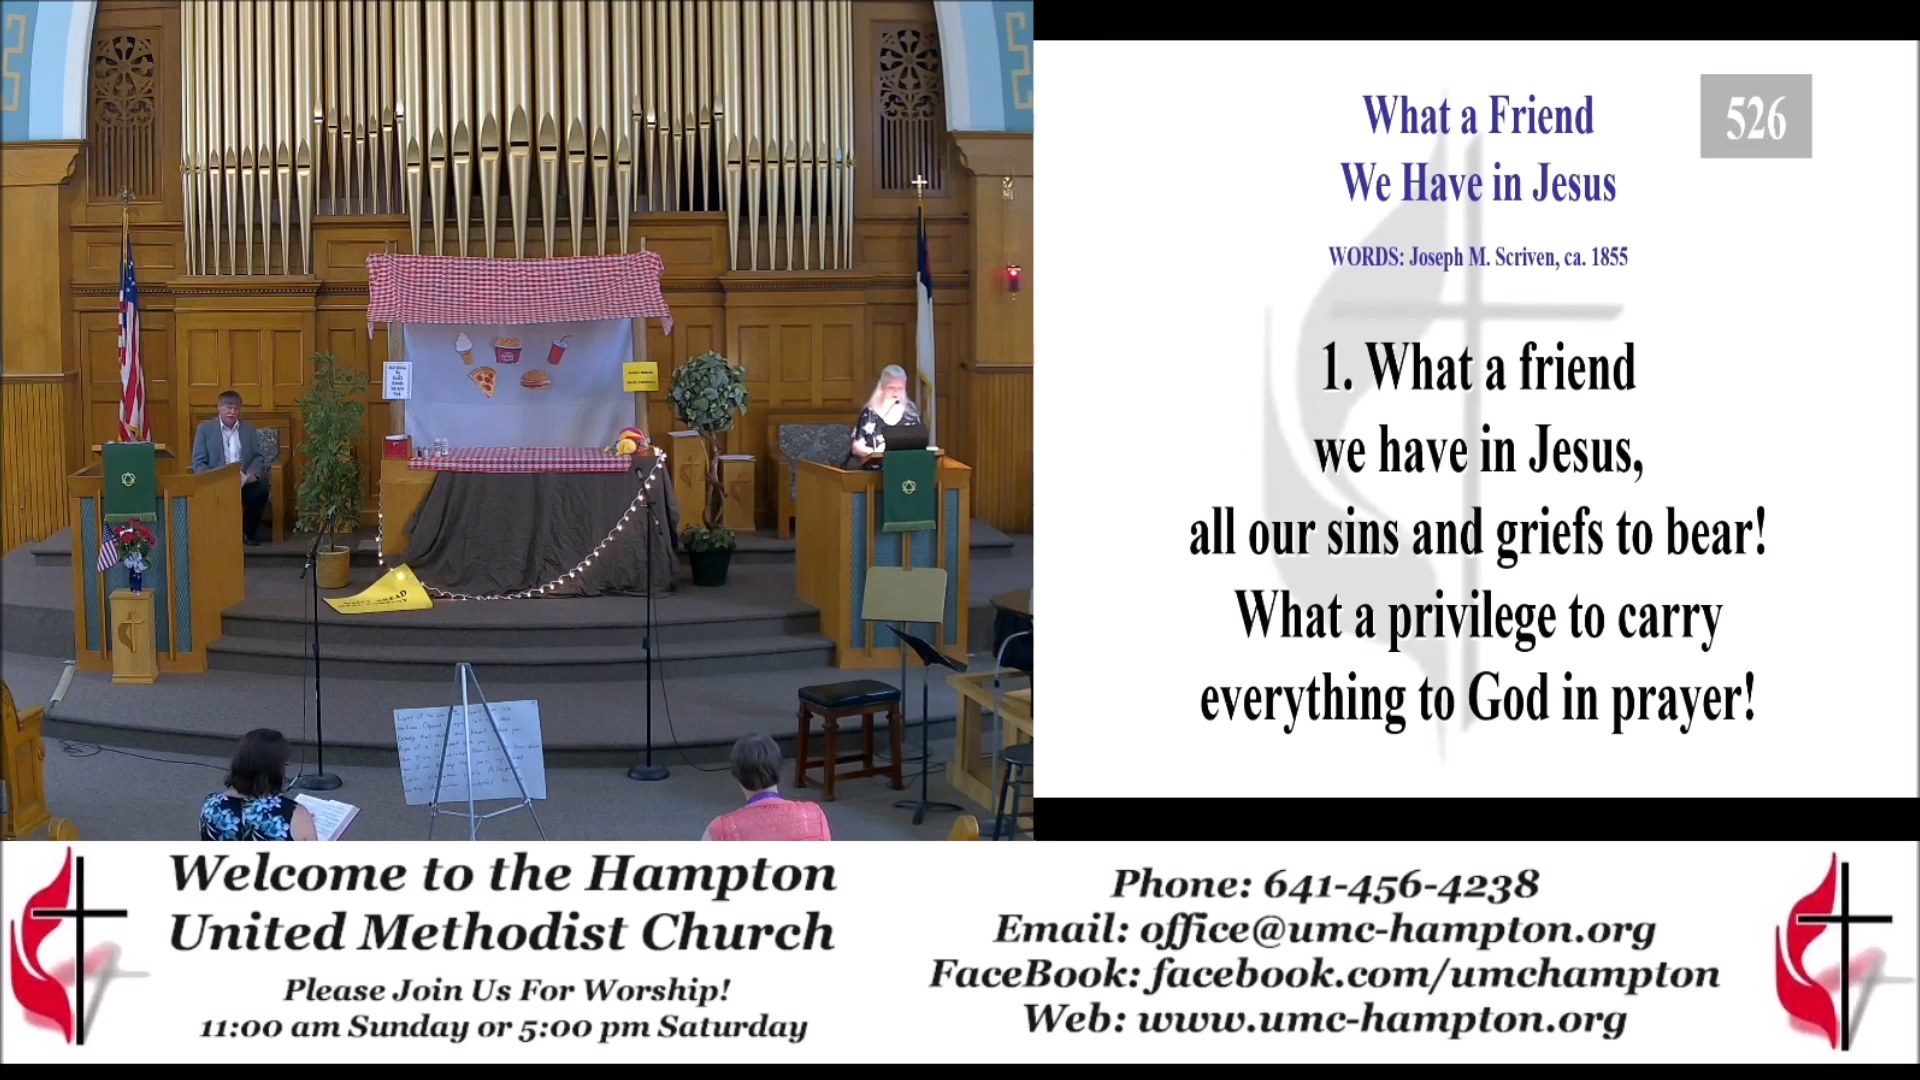 What a Friend
We Have in Jesus
526
WORDS: Joseph M. Scriven, ca. 1855
1. What a friend
we have in Jesus,
all our sins and griefs to bear!
What a privilege to carry
everything to God in prayer!
Welcome to the Hampton
United Methodist Church
Please Join Us For Worship!
11:00 am Sunday or 5:00 pm Saturday
Phone: 641-456-4238
Email: office@umc-hampton.org
FaceBook: facebook.com/umchampton
Web: www.umc-hampton.org